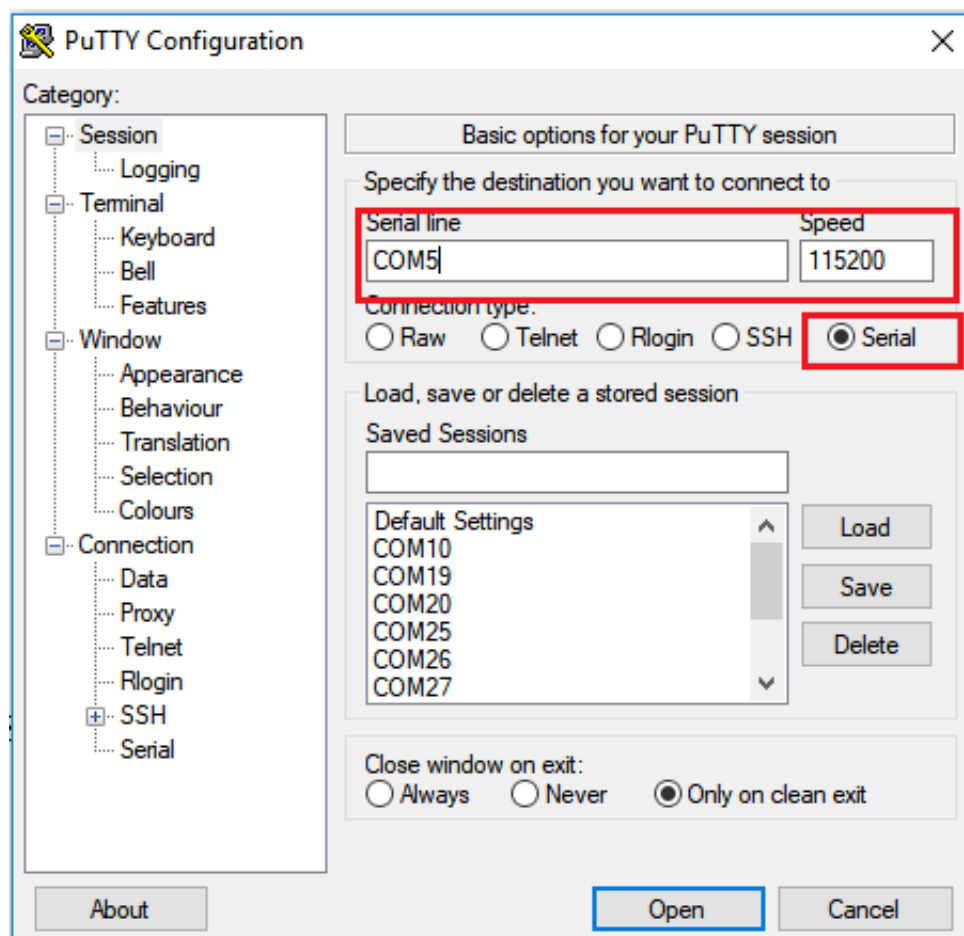 PuTTY Configuration
Category:
Session
Logging
Terminal
Keyboard
Bell
Features
Window
Appearance
Behaviour
Translation
Selection
Colours
Connection
Data
Proxy
Telnet
Rlogin
SSH
Serial
Basic options for your PuTTY session
Specify the destination you want to connect to
Serial line Speed
COM5 115200
Connection type:
Raw Telnet Rlogin SSH Serial
Load, save or delete a stored session
Saved Sessions
Default Settings
COM10
COM19
COM20
COM25
COM26
COM27
Load
Save
Delete
Close window on exit:
Always Never Only on clean exit
About Open Cancel